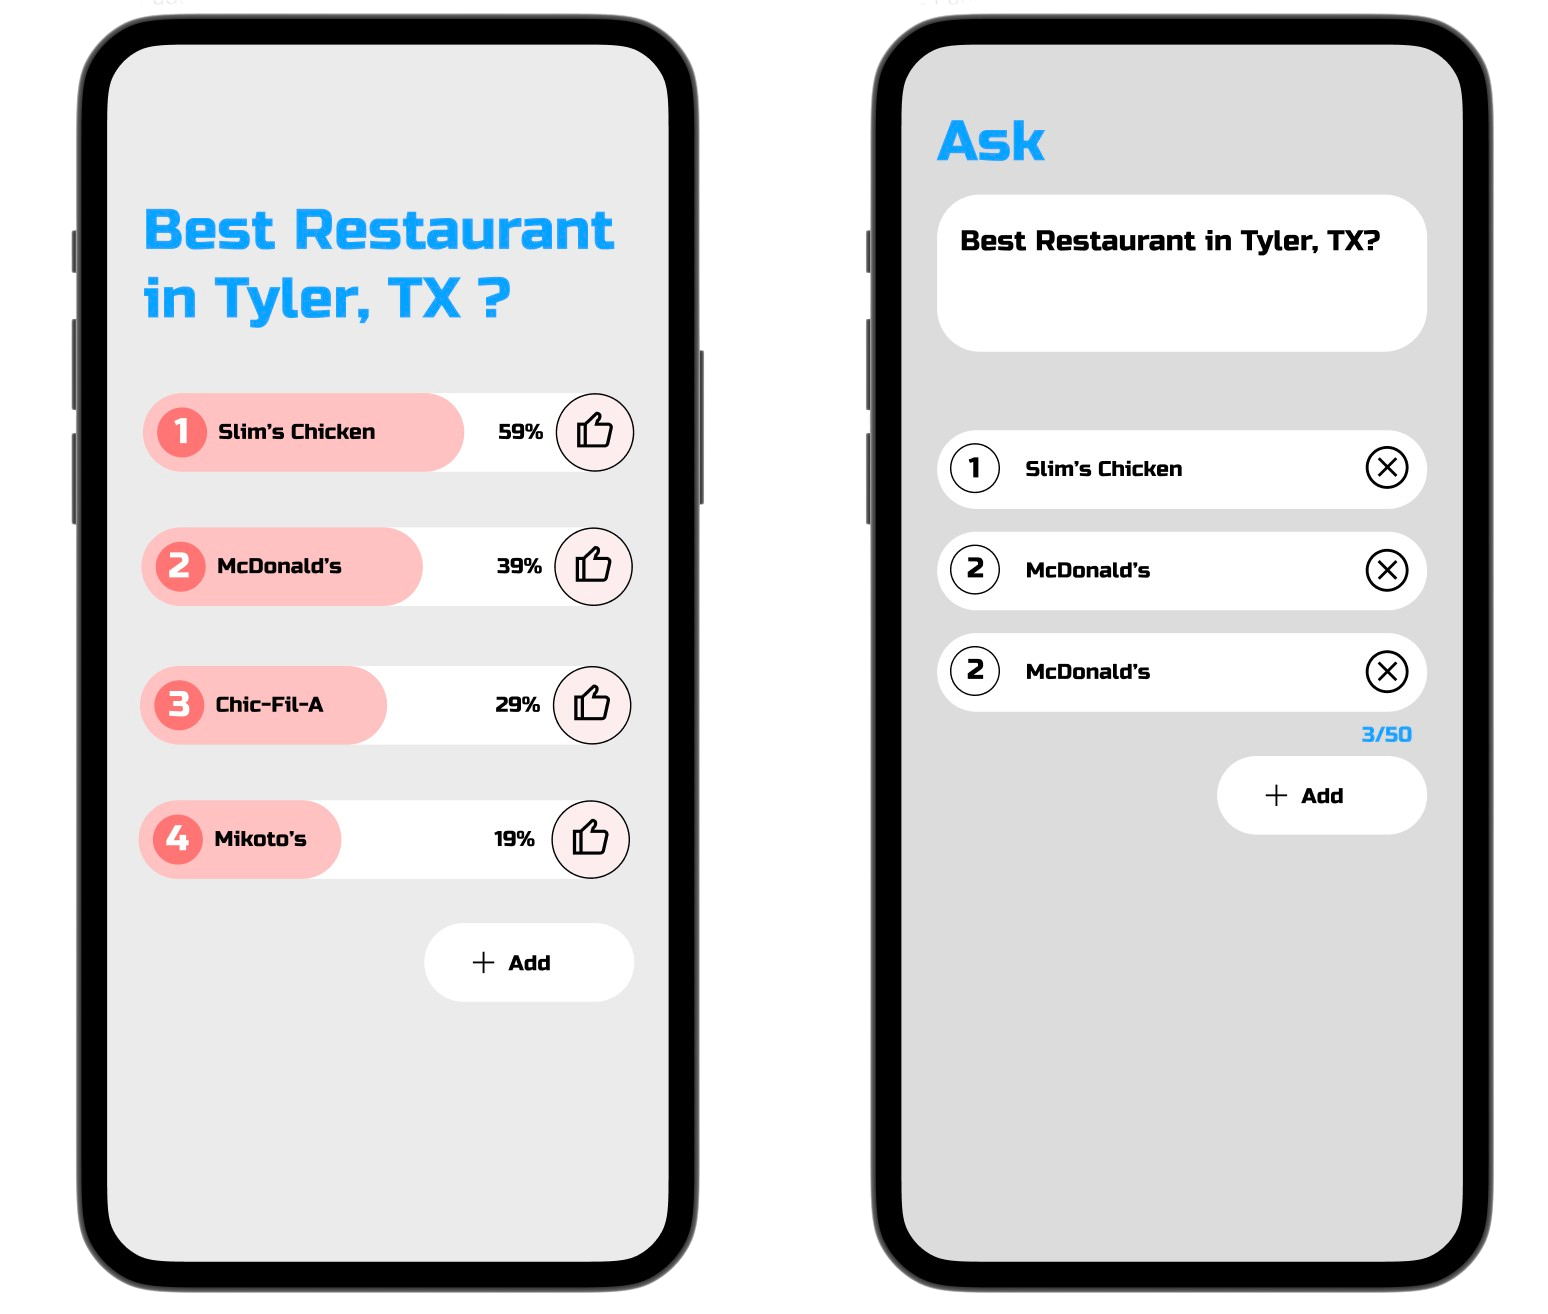 Best Restaurant
in Tyler, TX ?
1 Slim's Chicken 59%
2 McDonald's 39%
3 Chic-Fil-A 29%
4 Mikoto's 19%
+ Add
Ask
Best Restaurant in Tyler, TX?
1 Slim's Chicken
2 McDonald's
2 McDonald's
3/50
+ Add